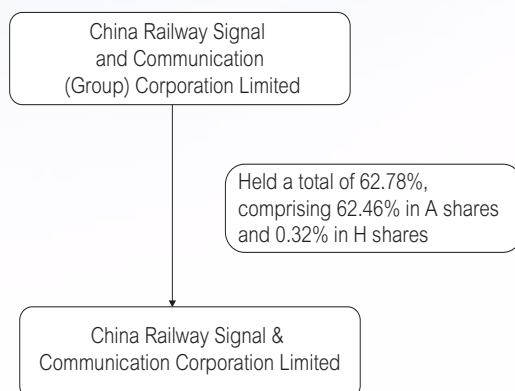 China Railway Signal
and Communication
(Group) Corporation Limited
Held a total of 62.78%,
comprising 62.46% in A shares
and 0.32% in H shares
China Railway Signal &
Communication Corporation Limited